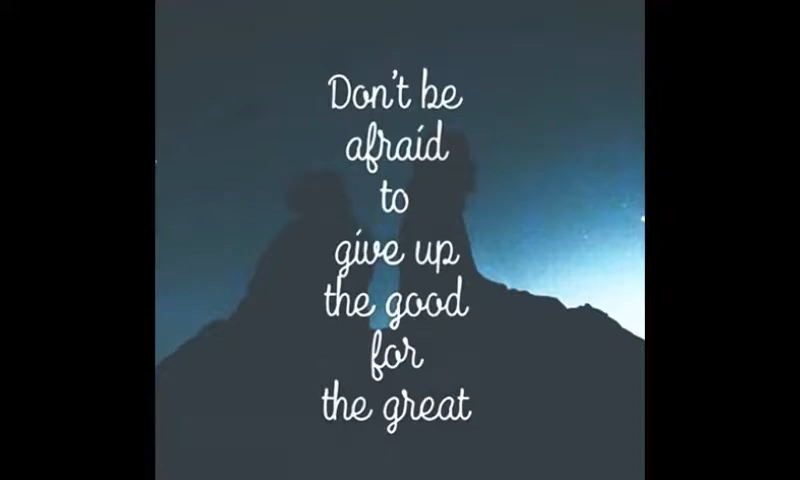 Don't be
afraid
to
give up
the good
for
the great